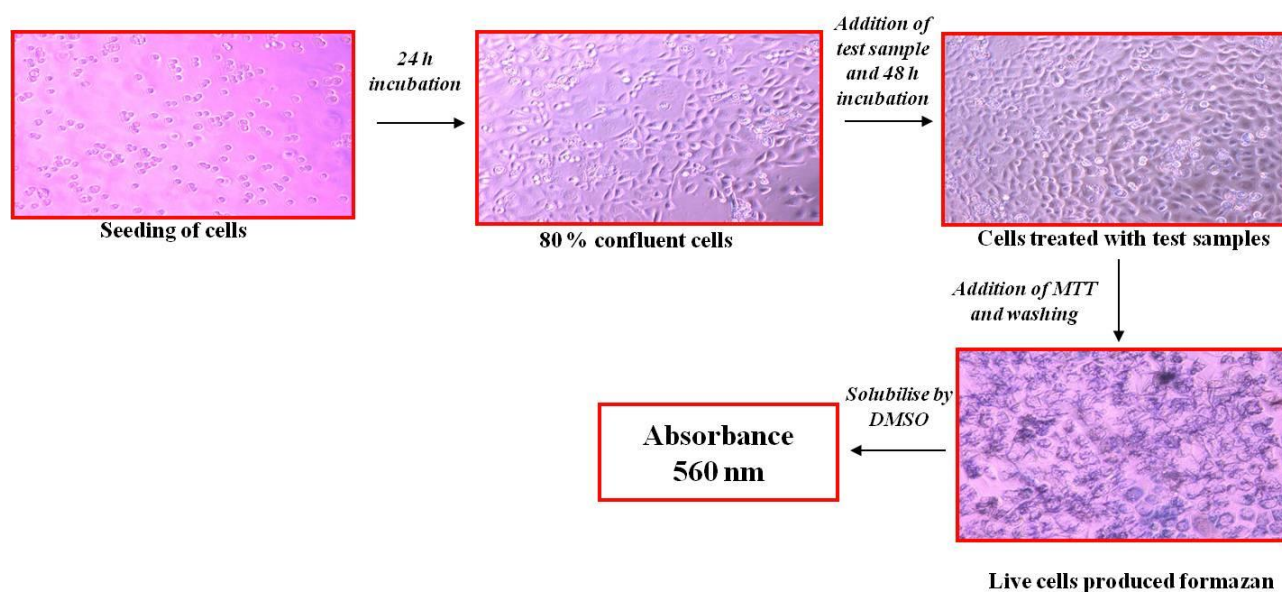 24 h
incubation
Addition of
test sample
and 48 h
incubation
Seeding of cells
80 % confluent cells
Cells treated with test samples
Addition of MTT
and washing
Solubilise by
DMSO
Absorbance
560 nm
Live cells produced formazan